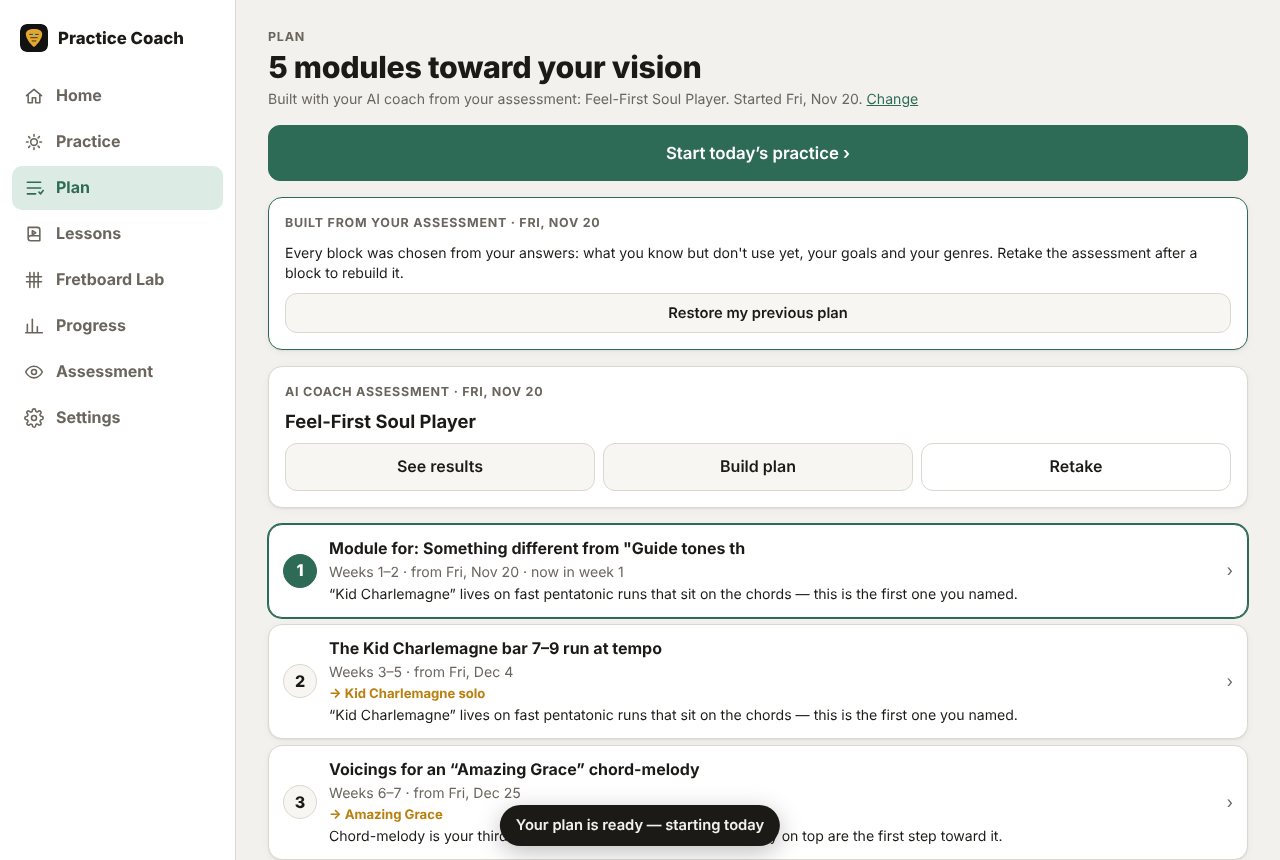 Practice Coach
Home
Practice
Plan
Lessons
Fretboard Lab
Progress
Assessment
Settings
PLAN
5 modules toward your vision
Built with your AI coach from your assessment: Feel-First Soul Player. Started Fri, Nov 20. Change
Start today’s practice ›
BUILT FROM YOUR ASSESSMENT · FRI, NOV 20
Every block was chosen from your answers: what you know but don't use yet, your goals and your genres. Retake the assessment after a
block to rebuild it.
Restore my previous plan
AI COACH ASSESSMENT · FRI, NOV 20
Feel-First Soul Player
See results
Build plan
Retake
1
Module for: Something different from "Guide tones th
Weeks 1–2 · from Fri, Nov 20 · now in week 1
“Kid Charlemagne” lives on fast pentatonic runs that sit on the chords — this is the first one you named.
›
2
The Kid Charlemagne bar 7–9 run at tempo
Weeks 3–5 · from Fri, Dec 4
→ Kid Charlemagne solo
“Kid Charlemagne” lives on fast pentatonic runs that sit on the chords — this is the first one you named.
›
3
Voicings for an “Amazing Grace” chord-melody
Weeks 6–7 · from Fri, Dec 25
→ Amazing Grace
Chord-melody is your on top are the first step toward it.
›
Your plan is ready — starting today